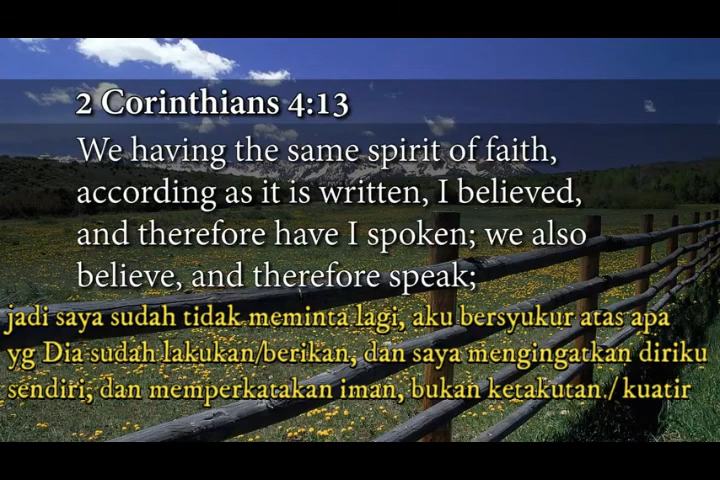 2 Corinthians 4:13
We having the same spirit of faith,
according as it is written, I believed,
and therefore have I spoken; we also
believe, and therefore speak;
jadi saya sudah tidak meminta lagi, aku bersyukur atas apa
yg Dia sudah lakukan/berikan, dan saya mengingatkan diriku
sendiri, dan memperkatakan iman, bukan ketakutan./kuatir